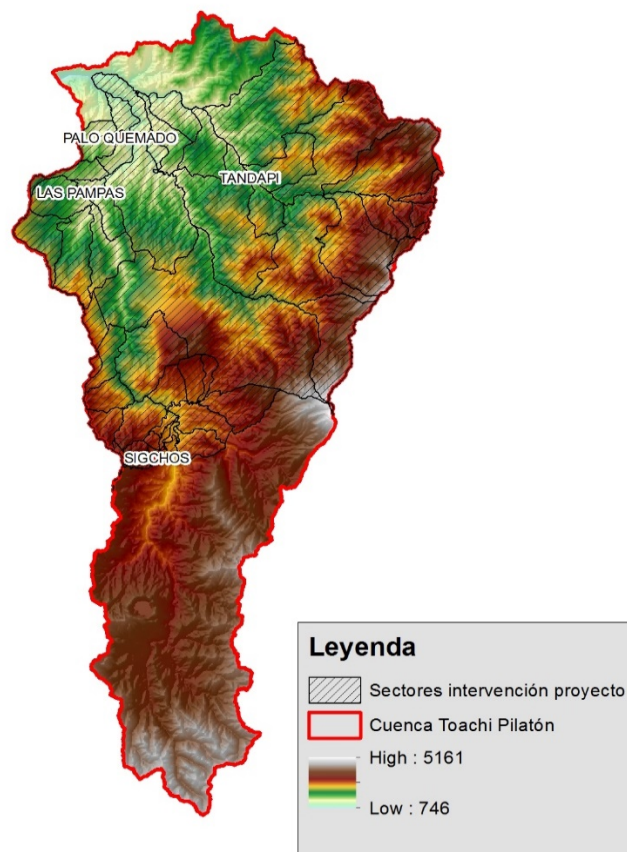 PALO QUEMADO
TANDAPI
LAS PAMPAS
SIGCHOS
Leyenda
Sectores intervención proyecto
Cuenca Toachi Pilatón
High : 5161
Low : 746